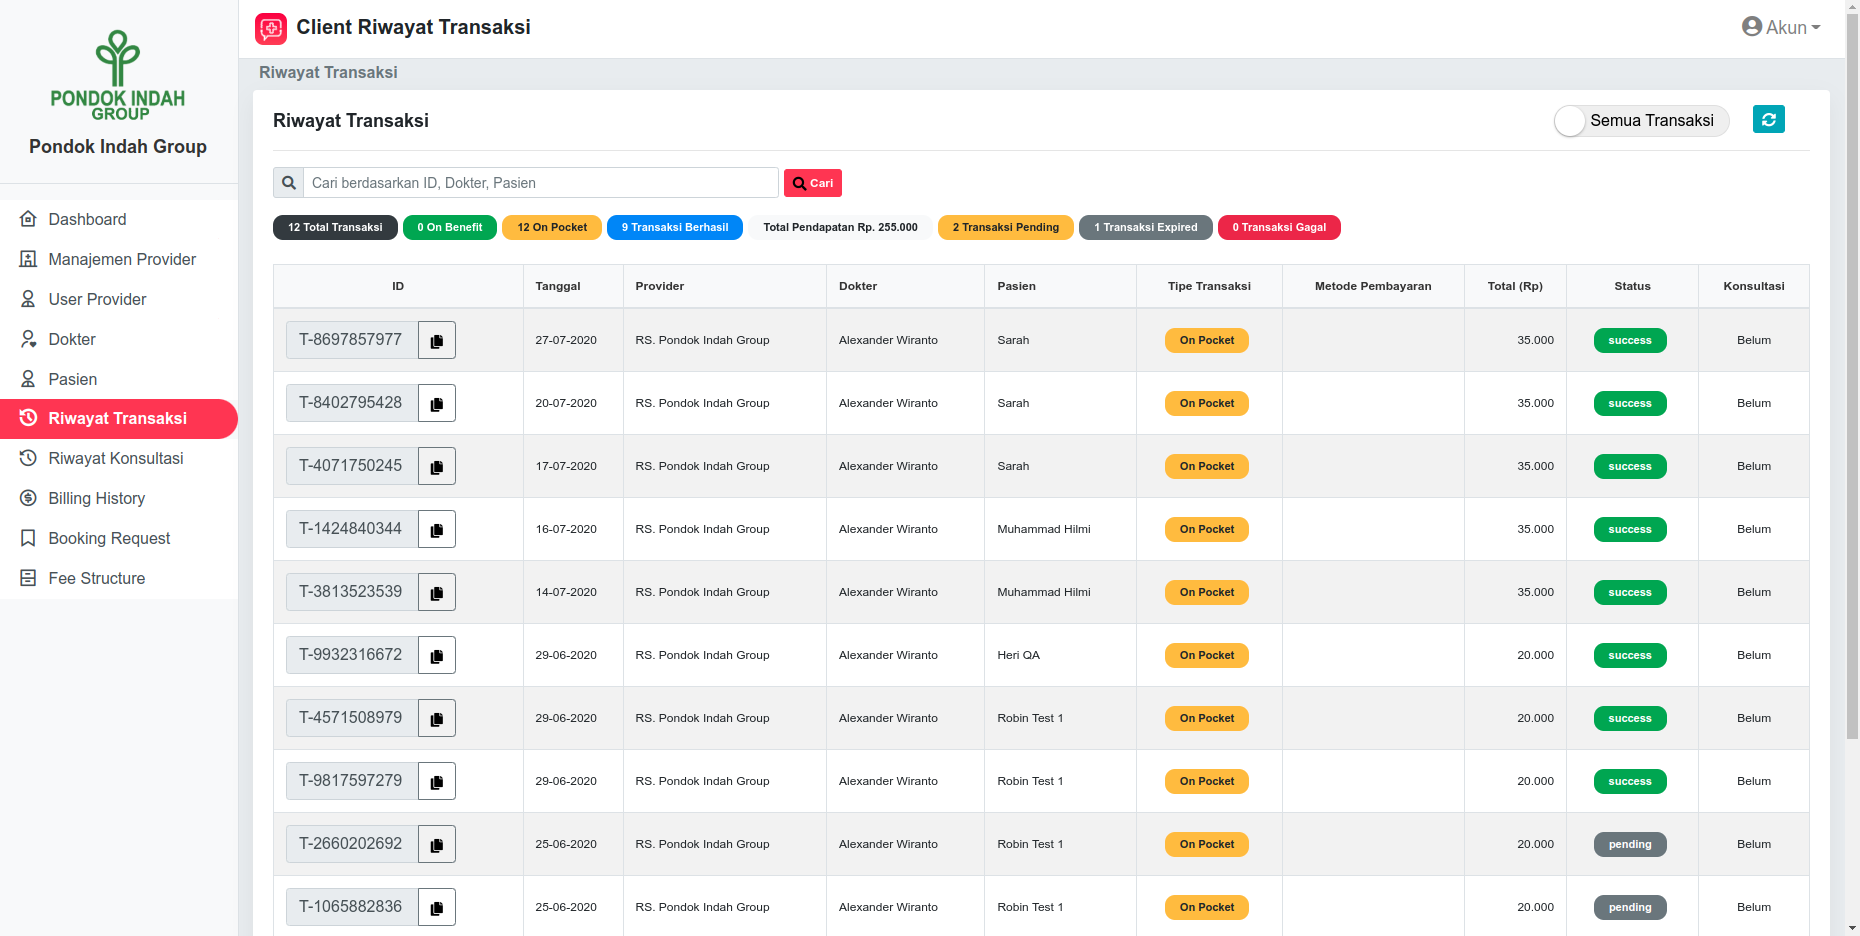 PONDOK INDAH
GROUP
Pondok Indah Group
Dashboard
Manajemen Provider
User Provider
Dokter
Pasien
Riwayat Transaksi
Riwayat Konsultasi
Billing History
Booking Request
Fee Structure
Client Riwayat Transaksi
Akun
Riwayat Transaksi
Riwayat Transaksi
Semua Transaksi
Cari berdasarkan ID, Dokter, Pasien
Cari
12 Total Transaksi 0 On Benefit 12 On Pocket 9 Transaksi Berhasil Total Pendapatan Rp. 255.000 2 Transaksi Pending 1 Transaksi Expired 0 Transaksi Gagal
ID Tanggal Provider Dokter Pasien Tipe Transaksi Metode Pembayaran Total (Rp) Status Konsultasi
T-8697857977 27-07-2020 RS. Pondok Indah Group Alexander Wiranto Sarah On Pocket 35.000 success Belum
T-8402795428 20-07-2020 RS. Pondok Indah Group Alexander Wiranto Sarah On Pocket 35.000 success Belum
T-4071750245 17-07-2020 RS. Pondok Indah Group Alexander Wiranto Sarah On Pocket 35.000 success Belum
T-1424840344 16-07-2020 RS. Pondok Indah Group Alexander Wiranto Muhammad Hilmi On Pocket 35.000 success Belum
T-3813523539 14-07-2020 RS. Pondok Indah Group Alexander Wiranto Muhammad Hilmi On Pocket 35.000 success Belum
T-9932316672 29-06-2020 RS. Pondok Indah Group Alexander Wiranto Heri QA On Pocket 20.000 success Belum
T-4571508979 29-06-2020 RS. Pondok Indah Group Alexander Wiranto Robin Test 1 On Pocket 20.000 success Belum
T-9817597279 29-06-2020 RS. Pondok Indah Group Alexander Wiranto Robin Test 1 On Pocket 20.000 success Belum
T-2660202692 25-06-2020 RS. Pondok Indah Group Alexander Wiranto Robin Test 1 On Pocket 20.000 pending Belum
T-1065882836 25-06-2020 RS. Pondok Indah Group Alexander Wiranto Robin Test 1 On Pocket 20.000 pending Belum